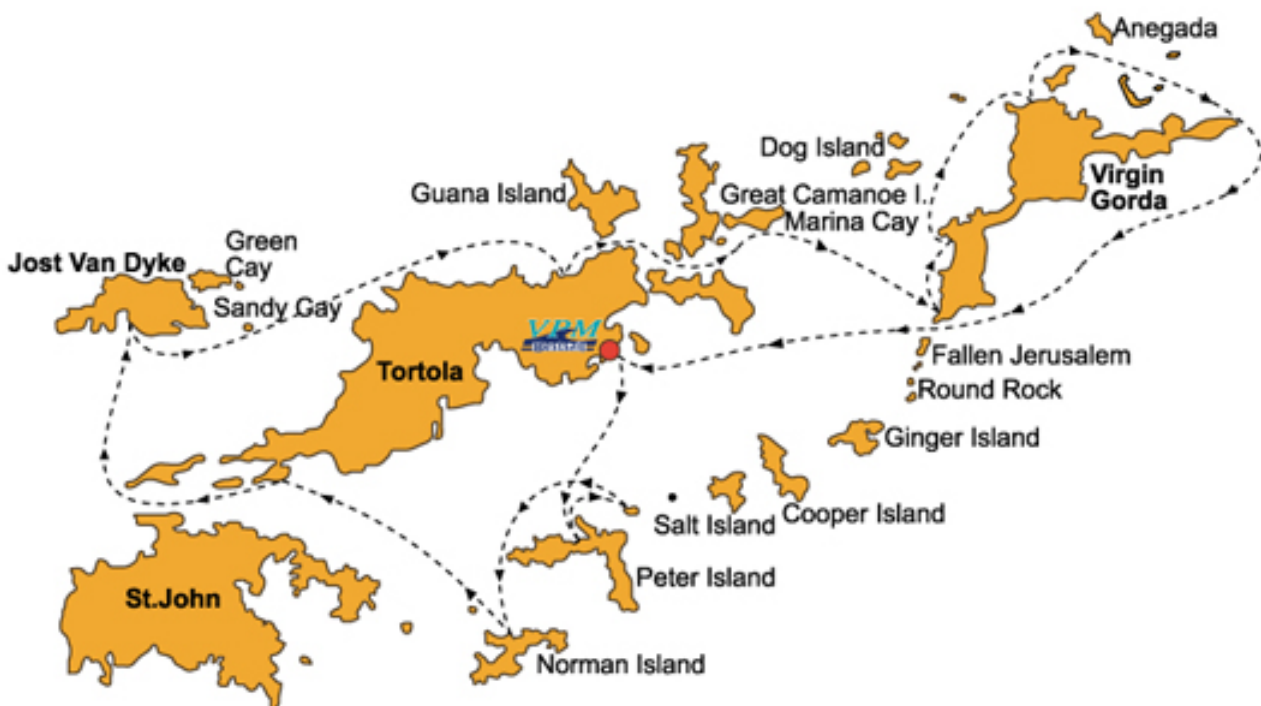 Anegada
Dog Island
Virgin
Gorda
Guana Island
Great Camanoe I.
Marina Cay
Green
Cay
Jost Van Dyke
Sandy Gay
VPM
Tortola
Fallen Jerusalem
Round Rock
Ginger Island
Salt Island
Cooper Island
Peter Island
St.John
Norman Island